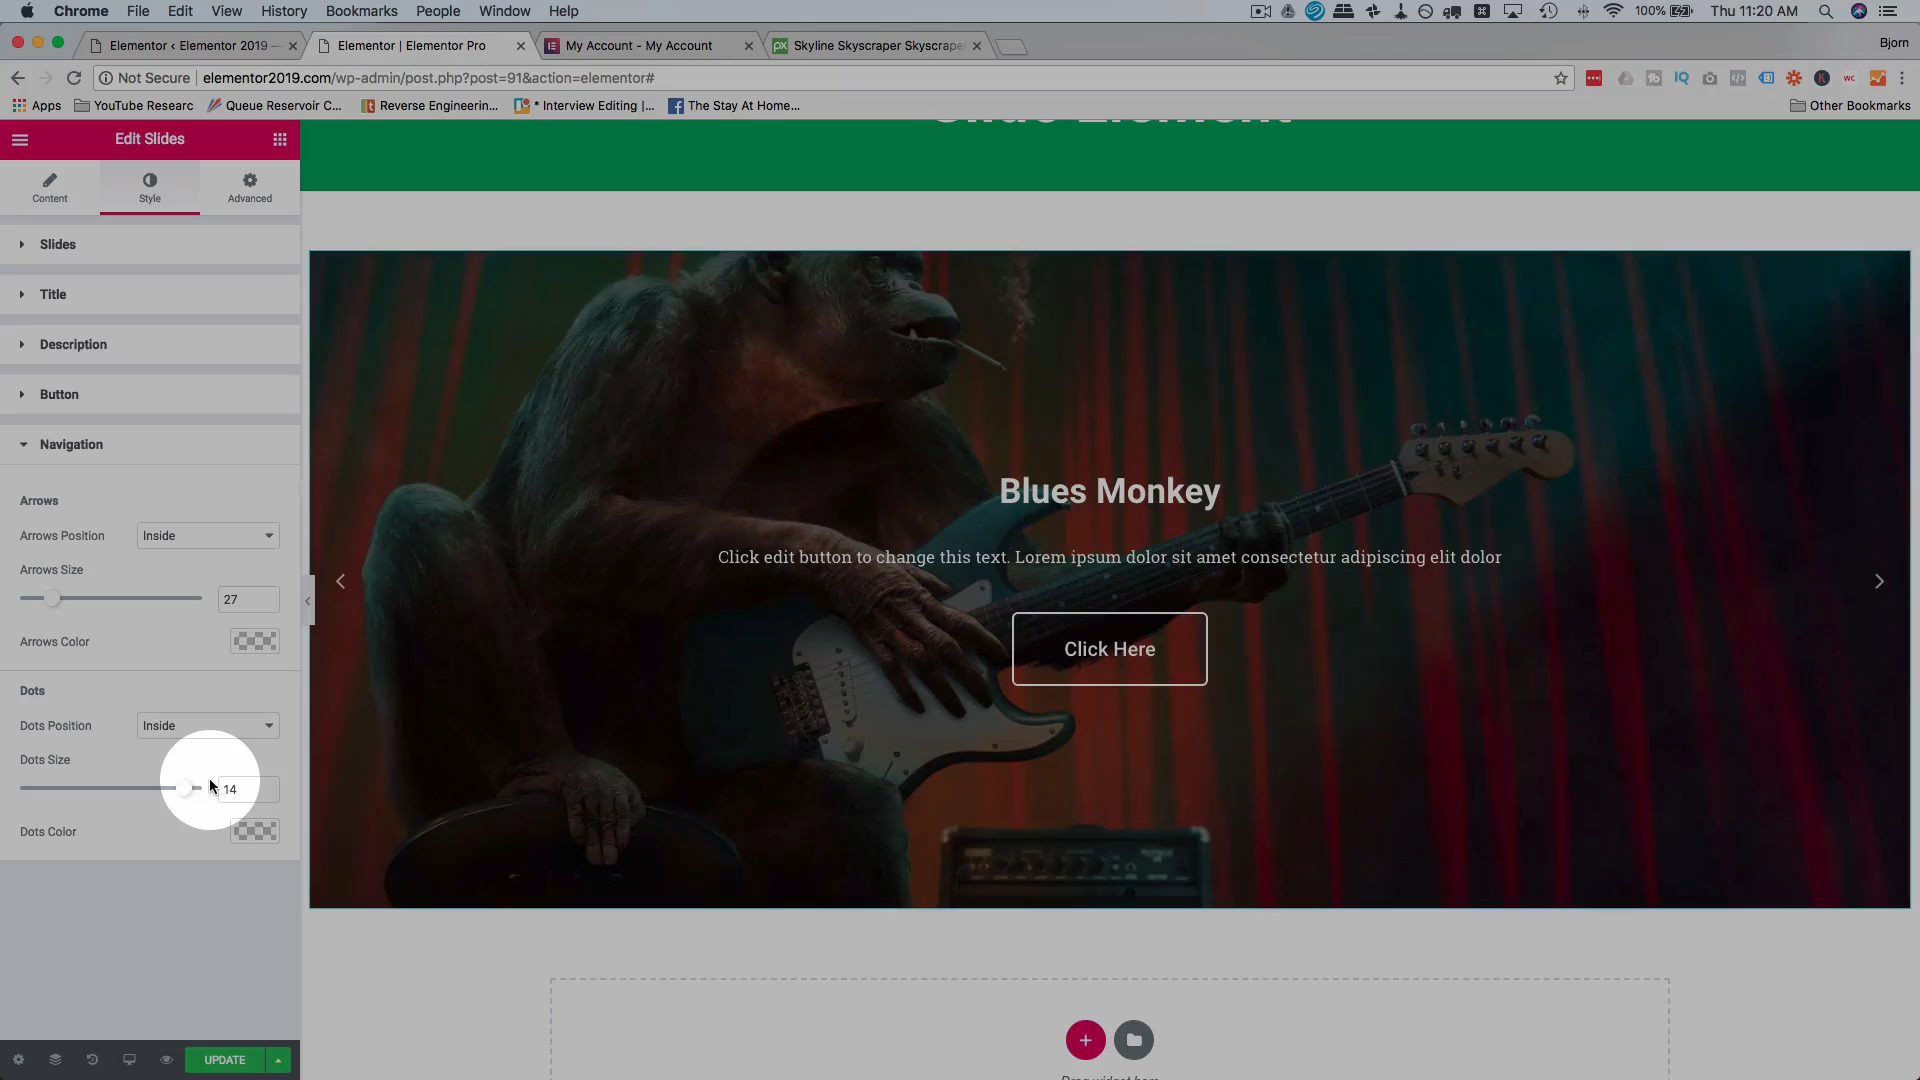 Chrome File Edit View History Bookmarks People Window Help 100% Thu 11:20 AM
Elementor ‹ Elementor 2019 — Elementor | Elementor Pro My Account - My Account Skyline Skyscraper Skyscrape Bjorn
Not Secure | elementor2019.com/wp-admin/post.php?post=91&action=elementor#
Apps YouTube Researc Queue Reservoir C... Reverse Engineerin... * Interview Editing |... The Stay At Home... Other Bookmarks
Edit Slides
Content Style Advanced
Slides
Title
Description
Button
Navigation
Arrows
Arrows Position Inside
Arrows Size
27
Arrows Color
Dots
Dots Position Inside
Dots Size
14
Dots Color
UPDATE
Slide Element
Blues Monkey
Click edit button to change this text. Lorem ipsum dolor sit amet consectetur adipiscing elit dolor
Click Here
Drag widget here